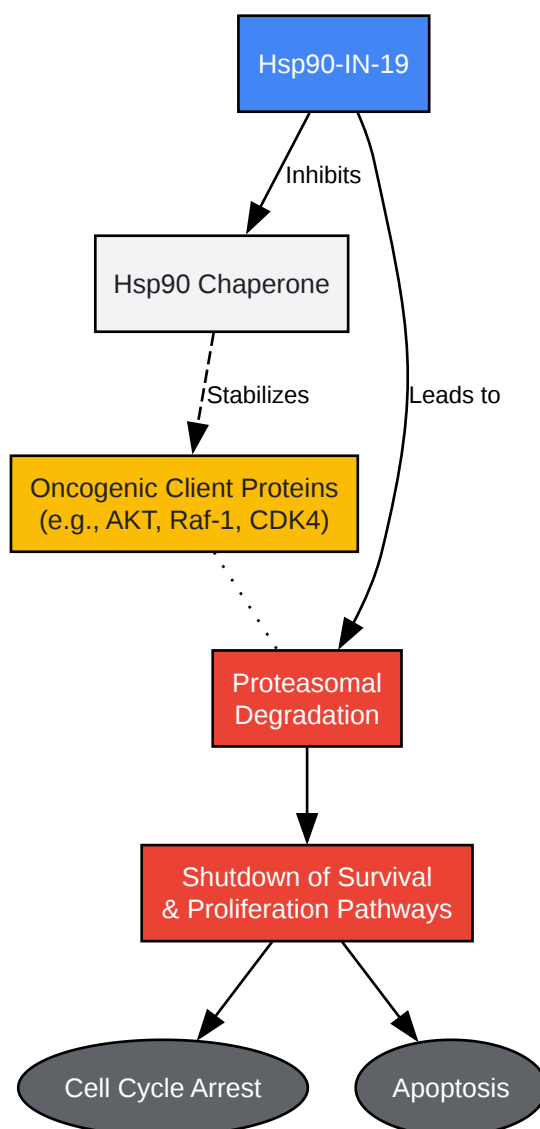 Hsp90-IN-19
Inhibits
Hsp90 Chaperone
Stabilizes
Leads to
Oncogenic Client Proteins
(e.g., AKT, Raf-1, CDK4)
Proteasomal
Degradation
Shutdown of Survival
& Proliferation Pathways
Cell Cycle Arrest
Apoptosis